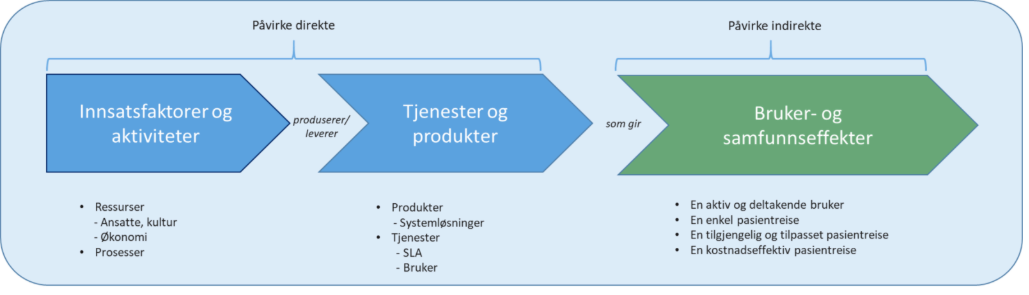 Påvirke direkte
Påvirke indirekte
Innsatsfaktorer og
aktiviteter
produserer/
leverer
Tjenester og
produkter
som gir
Bruker- og
samfunnseffekter
• Ressurser
- Ansatte, kultur
- Økonomi
• Prosesser
• Produkter
- Systemløsninger
• Tjenester
- SLA
- Bruker
• En aktiv og deltakende bruker
• En enkel pasientreise
• En tilgjengelig og tilpasset pasientreise
• En kostnadseffektiv pasientreise